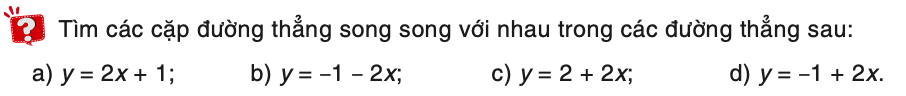 Tìm các cặp đường thẳng song song với nhau trong các đường thẳng sau:
a) y = 2x + 1; b) y = –1 – 2x; c) y = 2 + 2x; d) y = –1 + 2x.